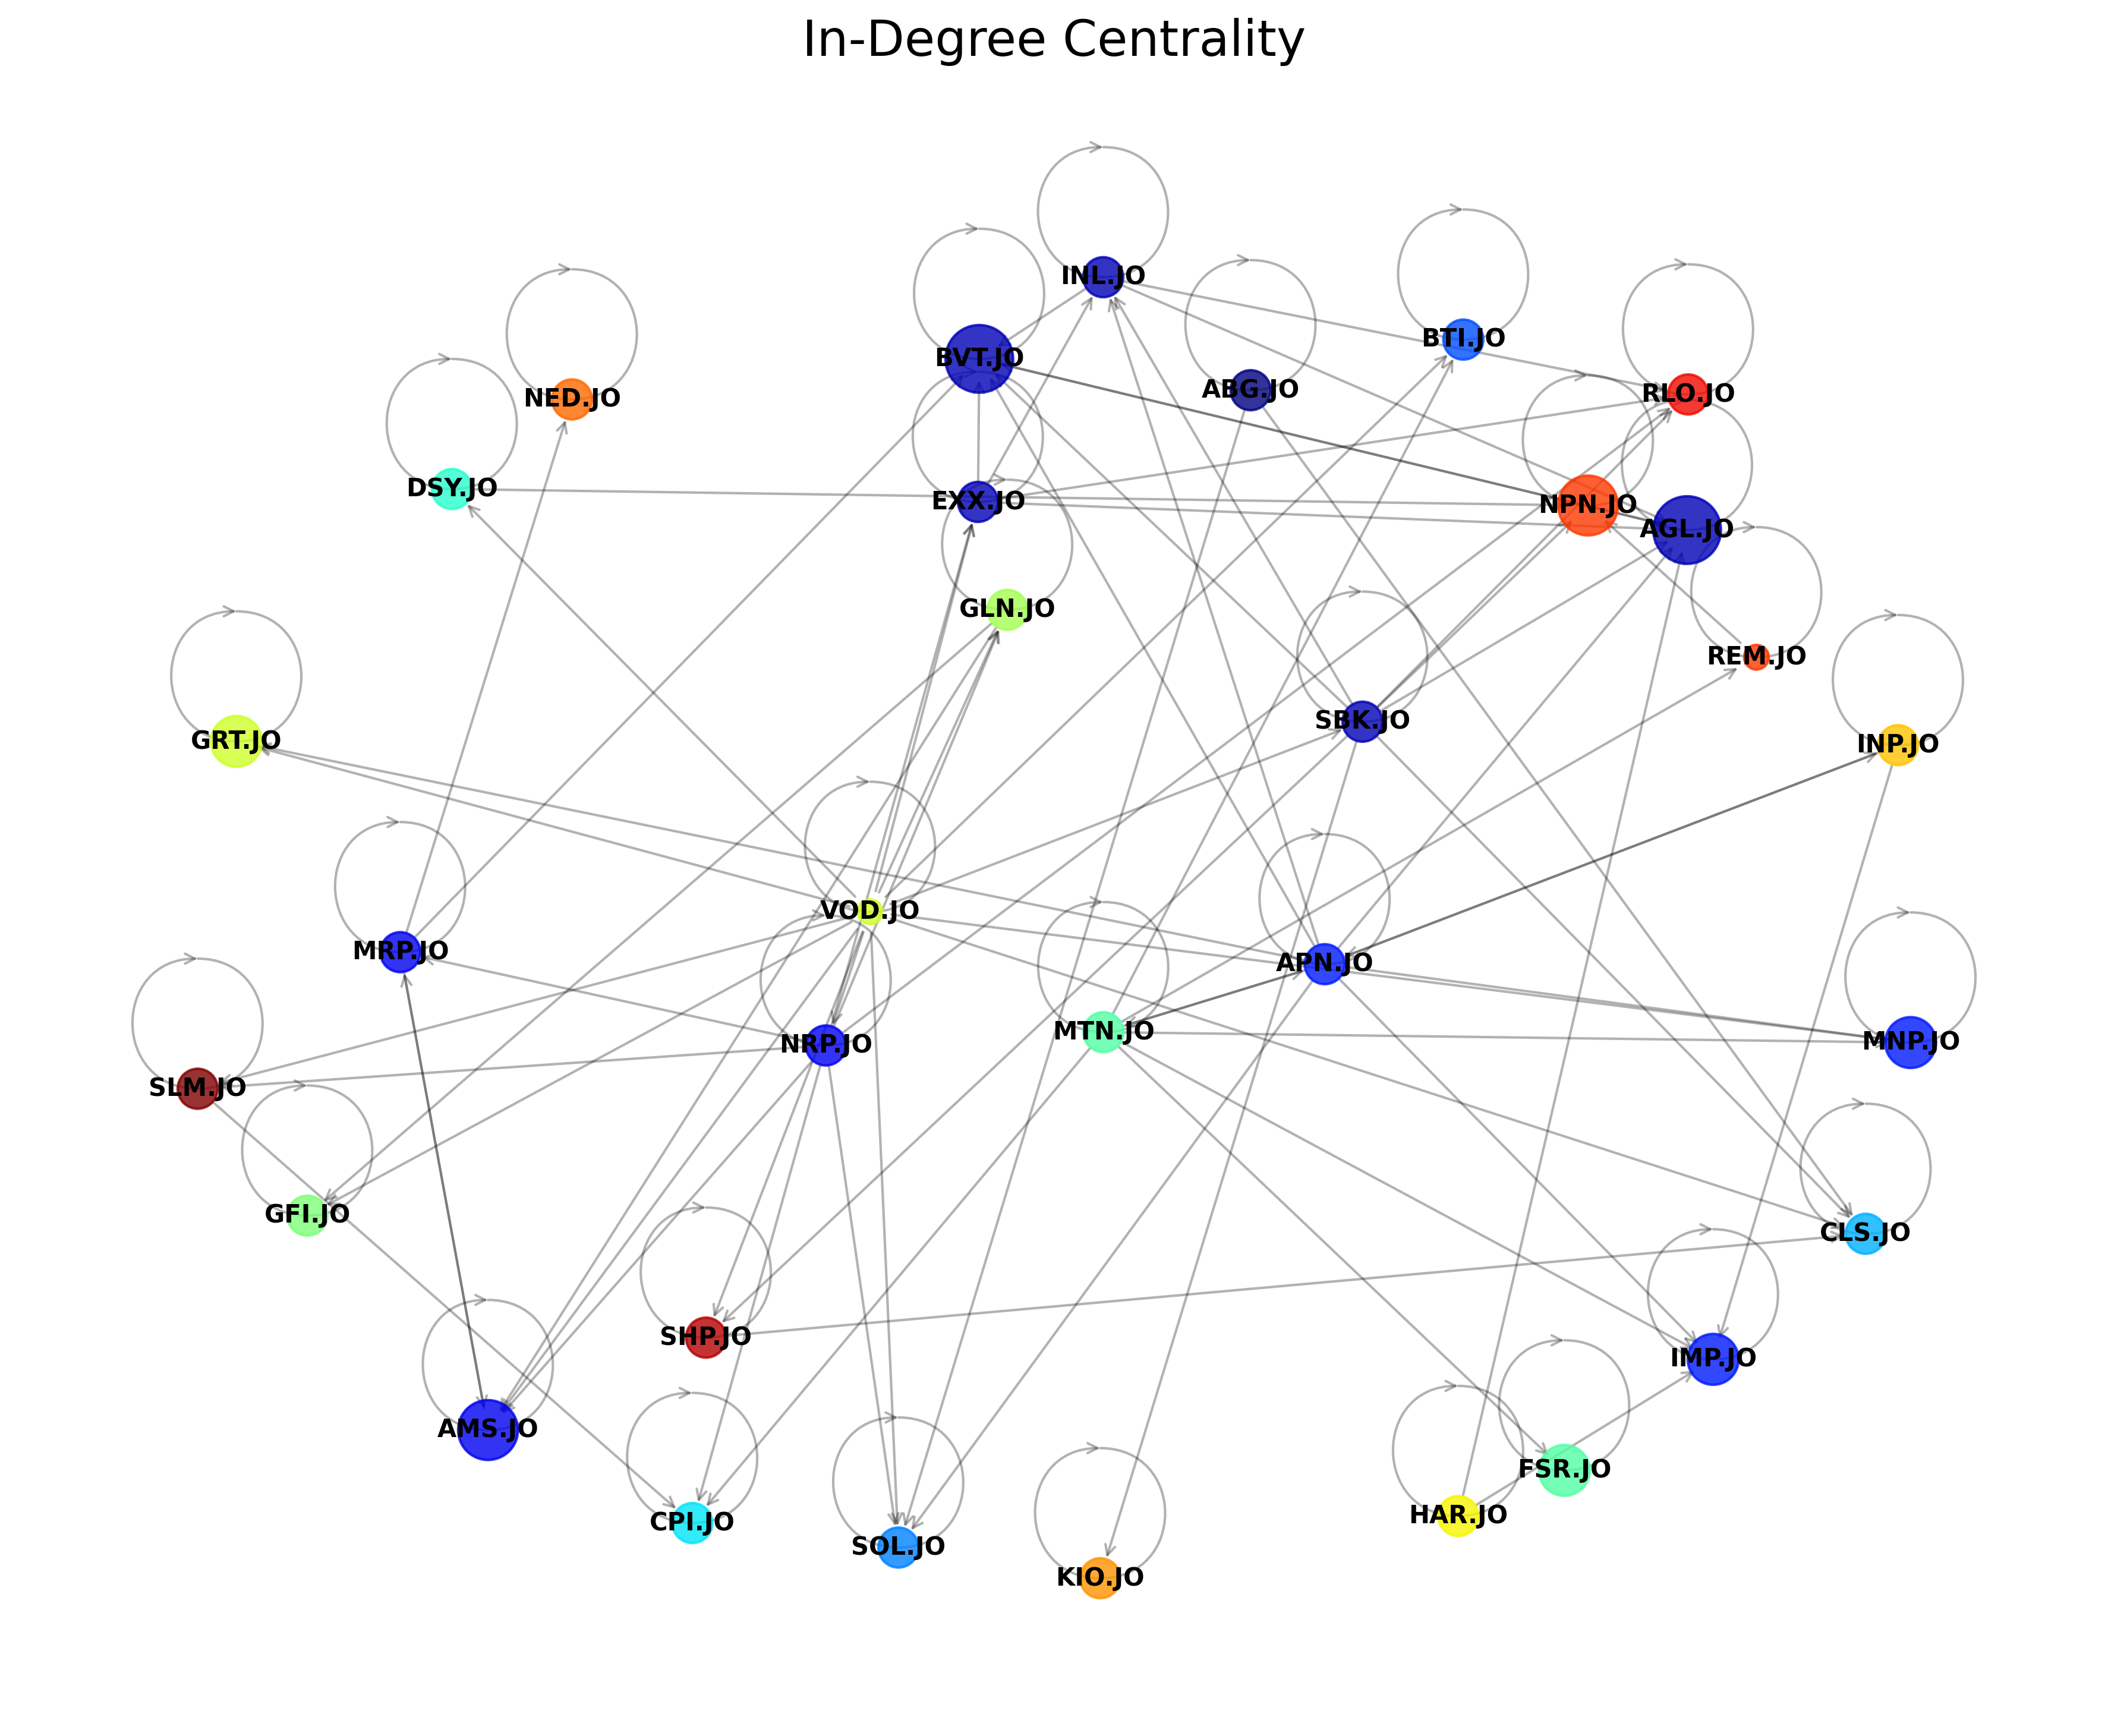 In-Degree Centrality
INL.JO
BTI.JO
BVT.JO
ABG.JO
RLO.JO
NED.JO
DSY.JO
EXX.JO
NPN.JO
AGL.JO
GLN.JO
REM.JO
SBK.JO
GRT.JO
INP.JO
VOD.JO
MRP.JO
APN.JO
MTN.JO
NRP.JO
MNP.JO
SLM.JO
GFI.JO
CLS.JO
SHP.JO
IMP.JO
AMS.JO
FSR.JO
HAR.JO
CPI.JO
SOL.JO
KIO.JO